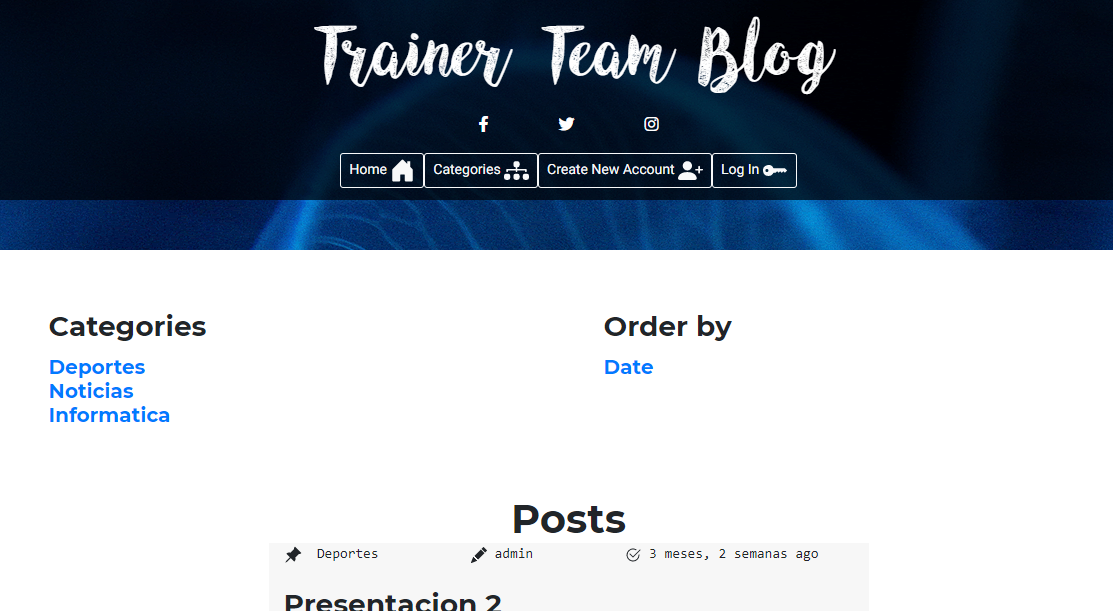 Trainer Team Blog
Home Categories Create New Account Log In
Categories
Deportes
Noticias
Informatica
Order by
Date
Posts
Deportes admin 3 meses, 2 semanas ago
Presentacion 2